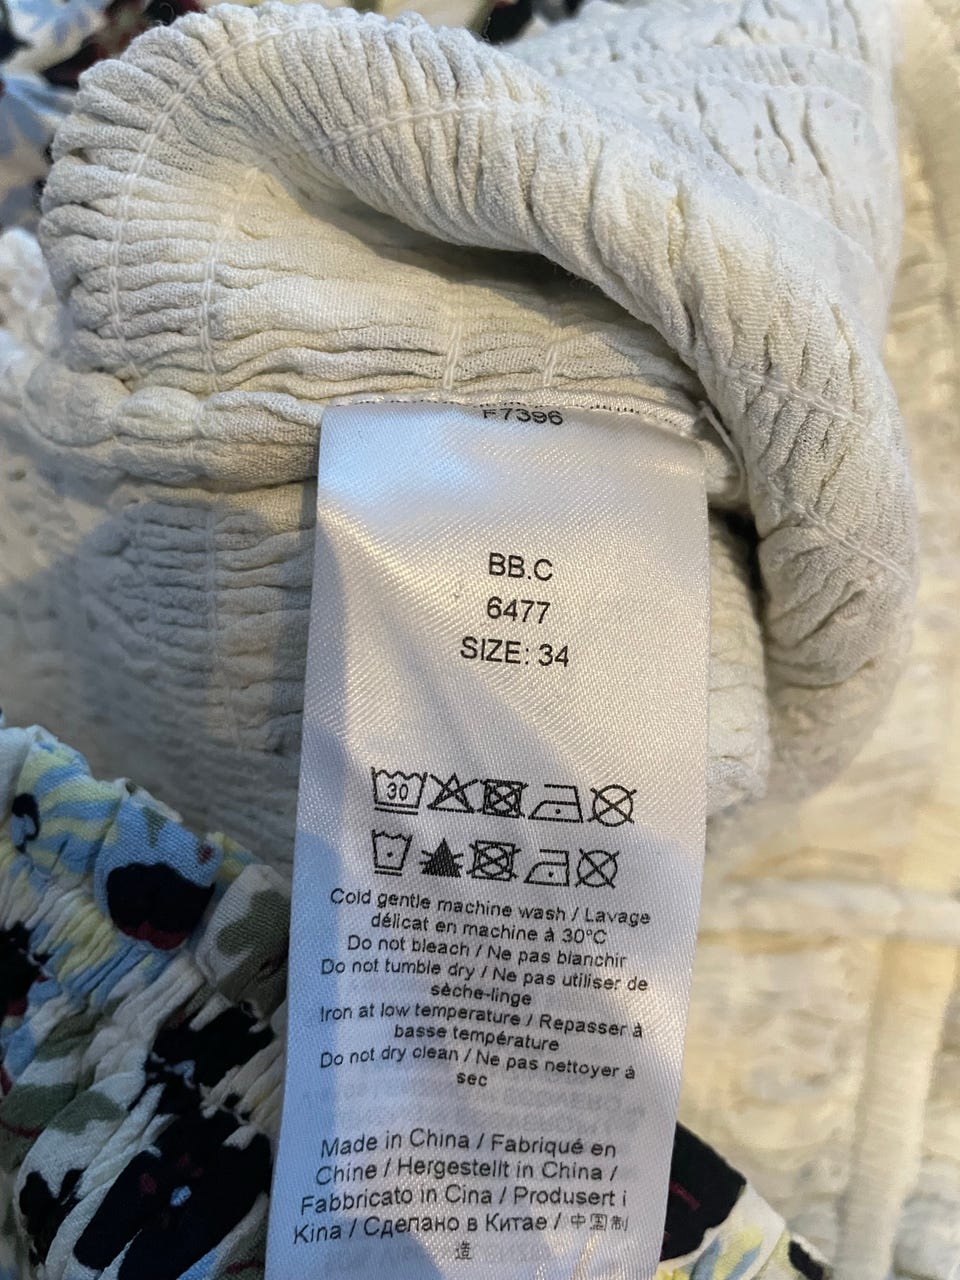 F7396
BB.C
6477
SIZE: 34
30
Cold gentle machine wash / Lavage
délicat en machine à 30°C
Do not bleach / Ne pas blanchir
Do not tumble dry / Ne pas utiliser de
sèche-linge
Iron at low temperature / Repasser à
basse température
Do not dry clean / Ne pas nettoyer à
sec
Made in China / Fabriqué en
Chine / Hergestellt in China /
Fabbricato in Cina / Produsert i
Kina / Сделано в Китае / 中国制
造